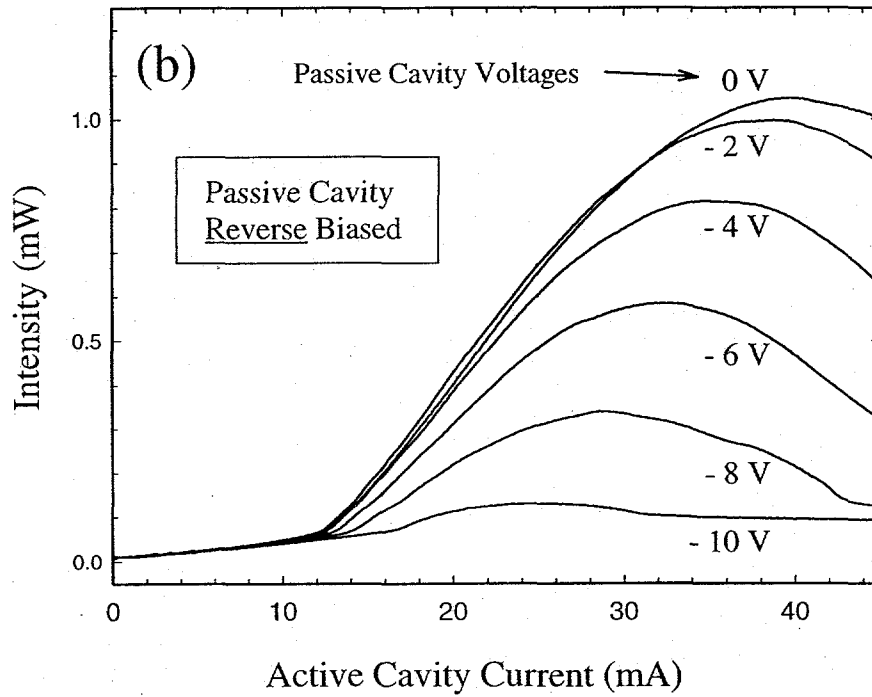 (b)
Passive Cavity Voltages
0 V
- 2 V
- 4 V
- 6 V
- 8 V
- 10 V
Passive Cavity
Reverse Biased
Intensity (mW)
1.0
0.5
0.0
0
10
20
30
40
Active Cavity Current (mA)